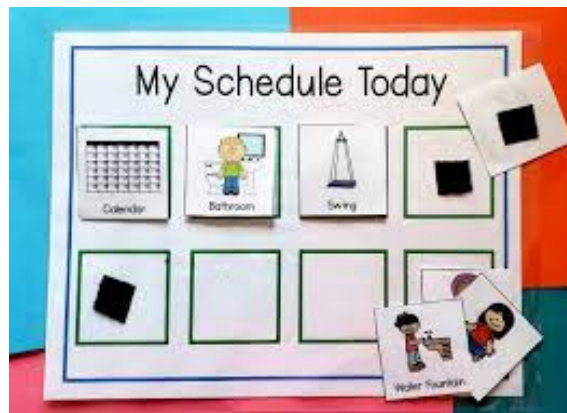 My Schedule Today
Calendar
Bathroom
Swing
Water Fountain